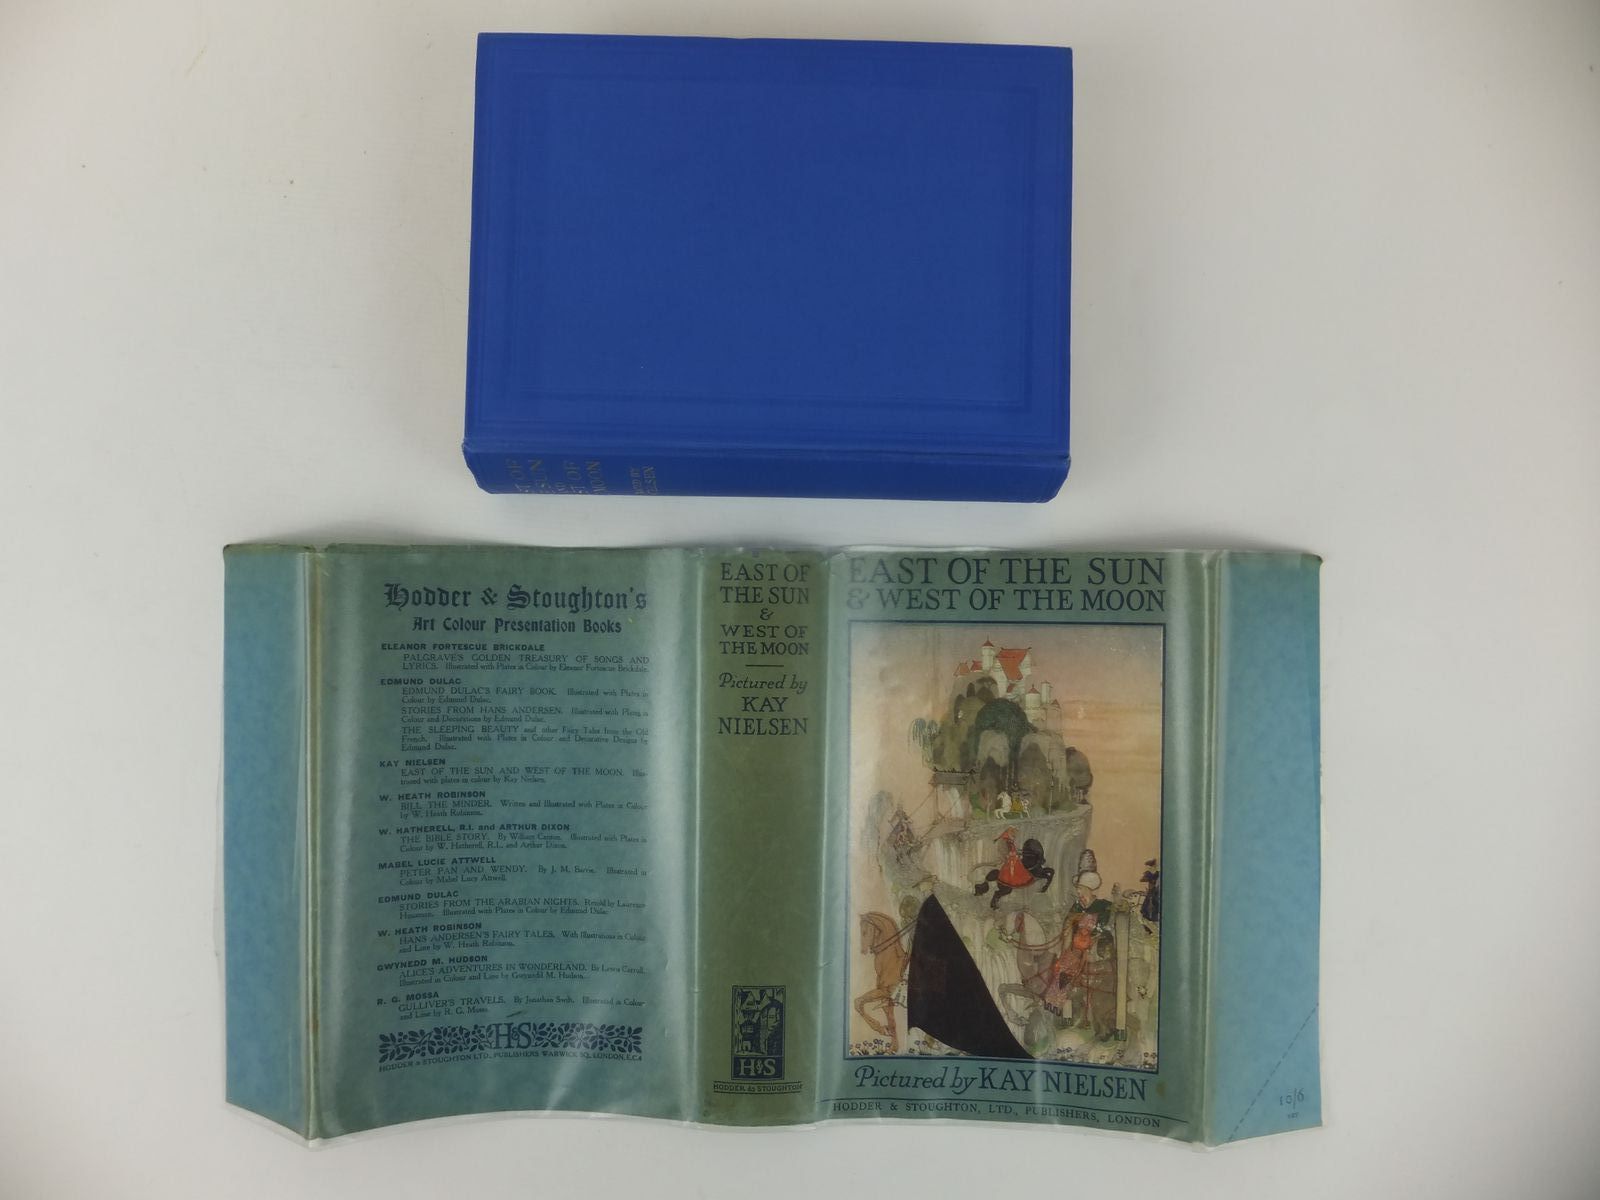 ST OF
SUN
ST OF
MOON
Hodder & Stoughton's
Art Colour Presentation Books
ELEANOR FORTESCUE BRICKDALE
PALGRAVE'S GOLDEN TREASURY OF SONGS AND
LYRICS. Illustrated with Plates in Colour by Eleanor Fortescue Brickdale.
EDMUND DULAC
EDMUND DULAC'S FAIRY BOOK. Illustrated with Plates in
Colour by Edmund Dulac.
STORIES FROM HANS ANDERSEN. Illustrated with Plates in
Colour and Decorations by Edmund Dulac.
THE SLEEPING BEAUTY and other Fairy Tales from the Old
French. Illustrated with Plates in Colour and Decorative Designs by
Edmund Dulac.
KAY NIELSEN
EAST OF THE SUN AND WEST OF THE MOON. Illus-
trated with plates in colour by Kay Nielsen.
W. HEATH ROBINSON
BILL THE MINDER. Written and Illustrated with Plates in Colour
by W. Heath Robinson.
W. HATHERELL, R.I. and ARTHUR DIXON
THE BIBLE STORY. By William Canton. Illustrated with Plates in
Colour by W. Hatherell, R.I., and Arthur Dixon.
MABEL LUCIE ATTWELL
PETER PAN AND WENDY. By J. M. Barrie. Illustrated in
Colour by Mabel Lucy Attwell.
EDMUND DULAC
STORIES FROM THE ARABIAN NIGHTS. Retold by Laurence
Housman. Illustrated with Plates in Colour by Edmund Dulac
W. HEATH ROBINSON
HANS ANDERSEN'S FAIRY TALES. With Illustrations in Colour
and Line by W. Heath Robinson.
GWYNEDD M. HUDSON
ALICE'S ADVENTURES IN WONDERLAND. By Lewis Carroll.
Illustrated in Colour and Line by Gwynedd M. Hudson.
R. G. MOSSA
GULLIVER'S TRAVELS. By Jonathan Swift. Illustrated in Colour
and Line by R. G. Mossa.
H&S
HODDER & STOUGHTON LTD., PUBLISHERS WARWICK SQ., LONDON, E.C.4
EAST OF
THE SUN
&
WEST OF
THE MOON
Pictured by
KAY
NIELSEN
H&S
HODDER & STOUGHTON
EAST OF THE SUN
& WEST OF THE MOON
Pictured by KAY NIELSEN
HODDER & STOUGHTON, LTD., PUBLISHERS, LONDON
10/6
NET